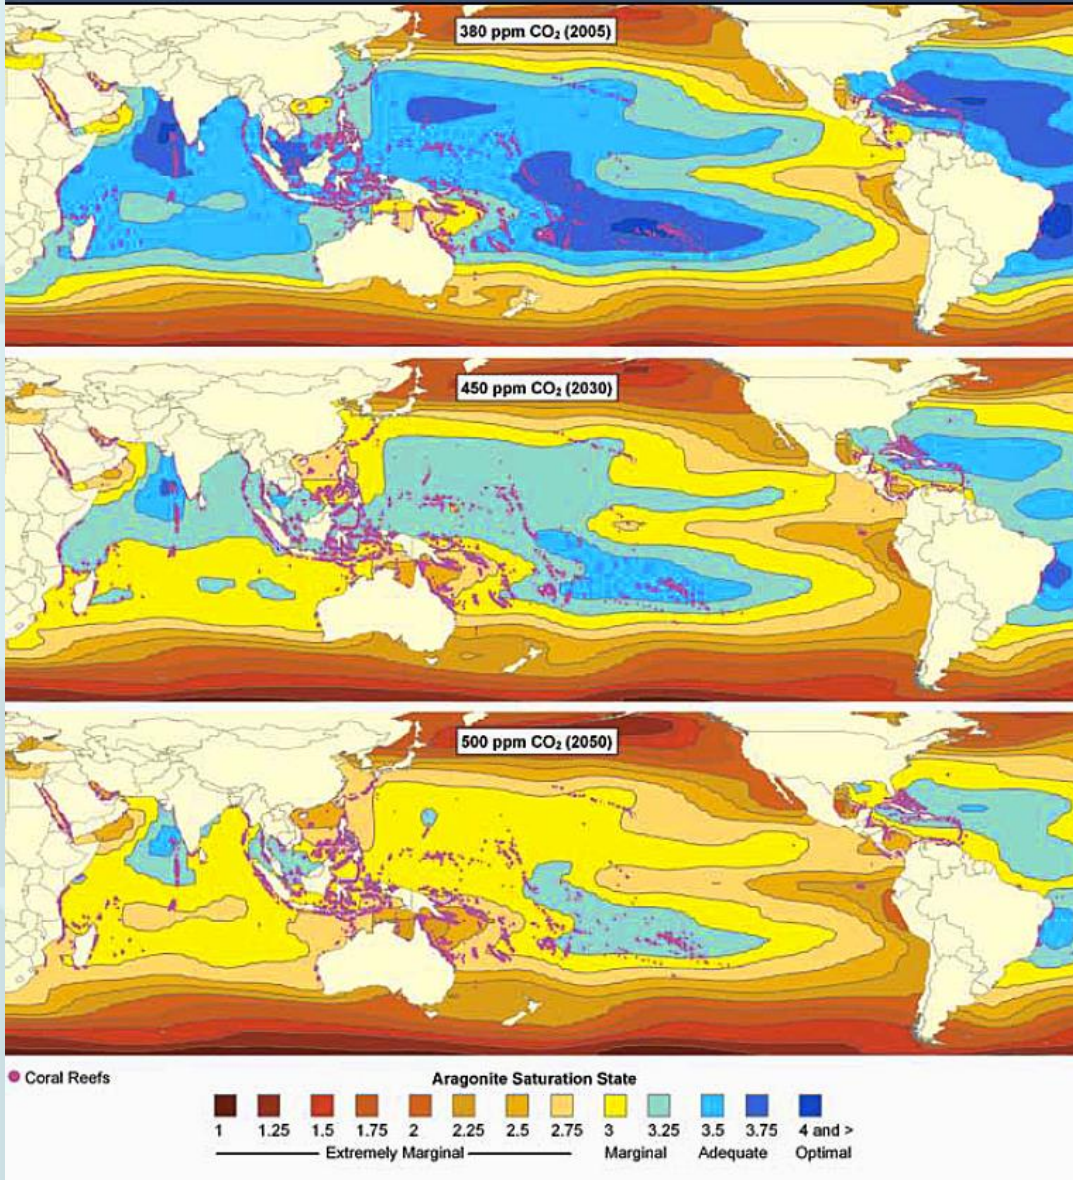 380 ppm CO₂ (2005)
450 ppm CO₂ (2030)
500 ppm CO₂ (2050)
Coral Reefs
Aragonite Saturation State
1 1.25 1.5 1.75 2 2.25 2.5 2.75 3 3.25 3.5 3.75 4 and >
Extremely Marginal Marginal Adequate Optimal